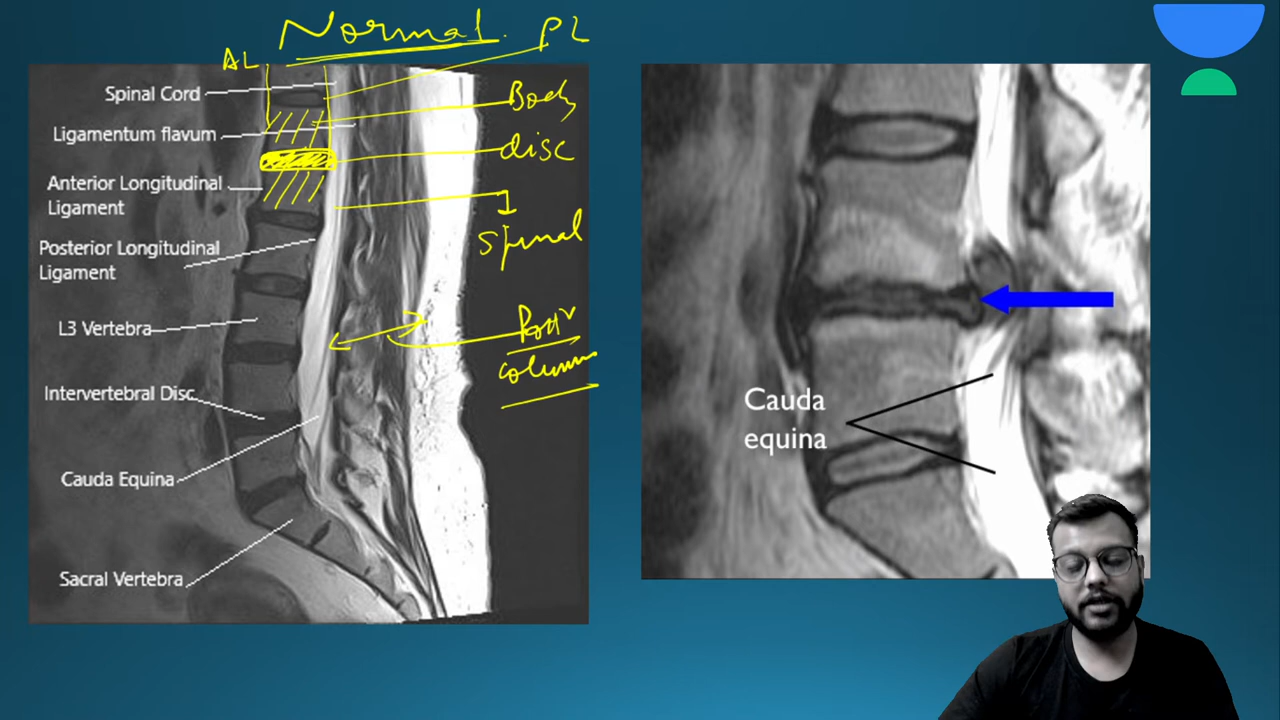 Normal.
PL
AL
Spinal Cord
Body
Ligamentum flavum
disc
Anterior Longitudinal
Ligament
Spinal
Posterior Longitudinal
Ligament
L3 Vertebra
Column
Intervertebral Disc
Cauda Equina
Sacral Vertebra
Cauda
equina